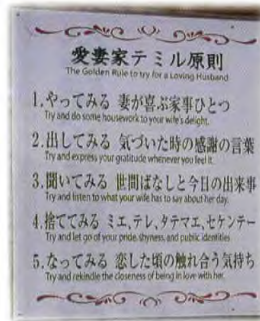 愛妻家テミル原則
The Golden Rule to try for a Loving Husband
1.やってみる 妻が喜ぶ家事ひとつ
Try and do some housework to your wife's delight.
2.出してみる 気づいた時の感謝の言葉
Try and express your gratitude whenever you feel it.
3.聞いてみる 世間ばなしと今日の出来事
Try and listen to what your wife has to say about her day.
4.捨ててみる ミエ、テレ、タテマエ、セケンテー
Try and let go of your pride, shyness, and public identities
5.なってみる 恋した頃の触れ合う気持ち
Try and rekindle the closeness of being in love with her.